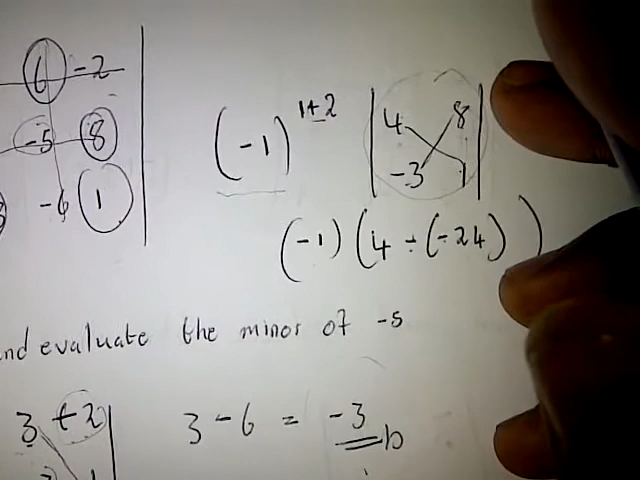 6 -2
-5 8
-6 1
(-1)^1+2 | 4 8 |
| -3 1 |
(-1) (4 - (-24))
nd evaluate the minor of -5
3 +2 | 3 - 6 = -3 b